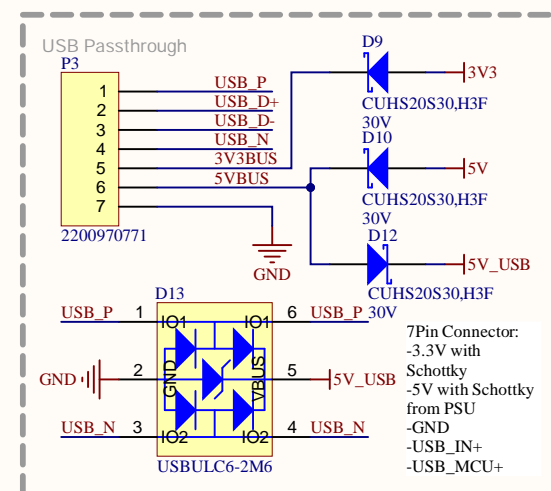 USB Passthrough
P3
1 USB_P
2 USB_D+
3 USB_D-
4 USB_N
5 3V3BUS
6 5VBUS
7
2200970771
GND
D9
3V3
CUHS20S30,H3F
30V
D10
5V
CUHS20S30,H3F
30V
D12
5V_USB
CUHS20S30,H3F
30V
D13
USB_P 1 IO1 IO1 6 USB_P
GND 2 GND VBUS 5 5V_USB
USB_N 3 IO2 IO2 4 USB_N
USBULC6-2M6
7Pin Connector:
-3.3V with
Schottky
-5V with Schottky
from PSU
-GND
-USB_IN+
-USB_MCU+